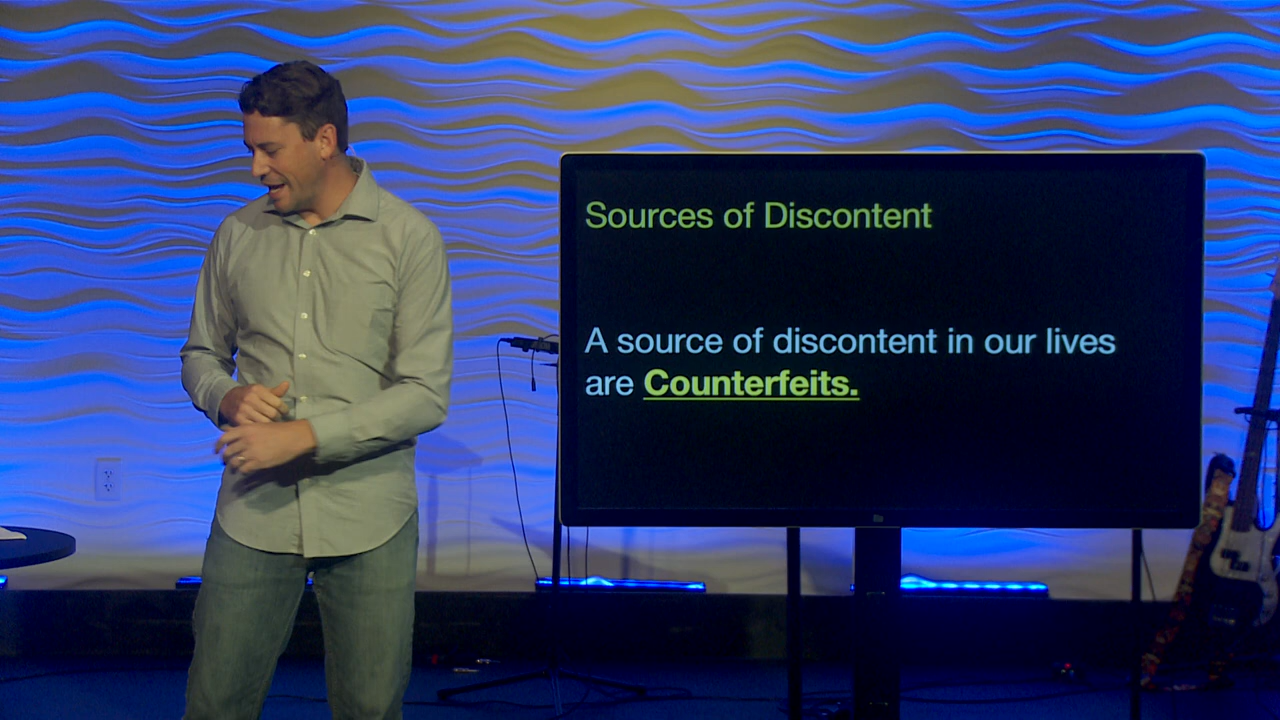 Sources of Discontent
A source of discontent in our lives
are Counterfeits.